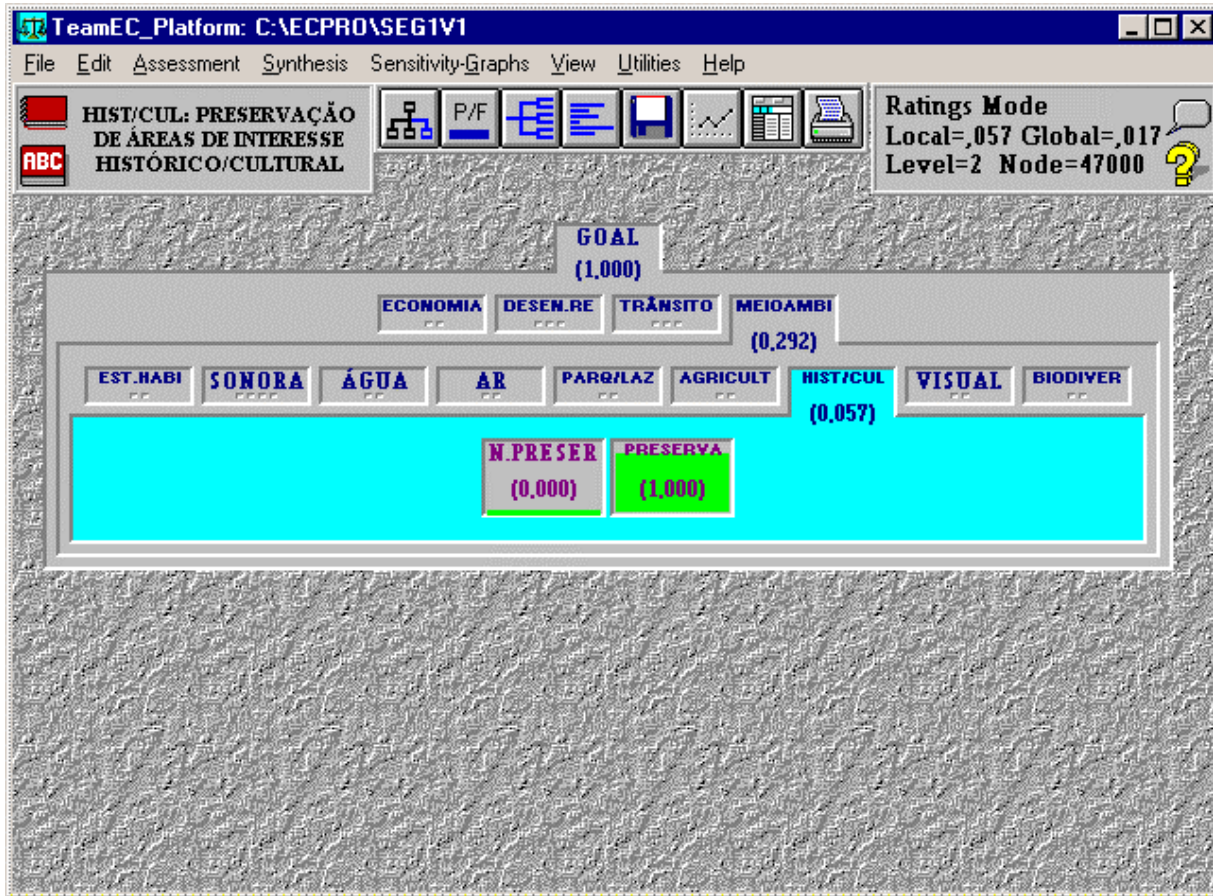 TeamEC_Platform: C:\ECPRO\SEG1V1
File Edit Assessment Synthesis Sensitivity-Graphs View Utilities Help
HIST/CUL: PRESERVAÇÃO
DE ÁREAS DE INTERESSE
HISTÓRICO/CULTURAL
ABC
P/F
Ratings Mode
Local=,057 Global=,017
Level=2 Node=47000
GOAL
(1,000)
ECONOMIA DESEN.RE TRÂNSITO MEIOAMBI
(0,292)
EST.HABI SONORA ÁGUA AR PARQ/LAZ AGRICULT HIST/CUL VISUAL BIODIVER
(0,057)
N.PRESER PRESERVA
(0,000) (1,000)